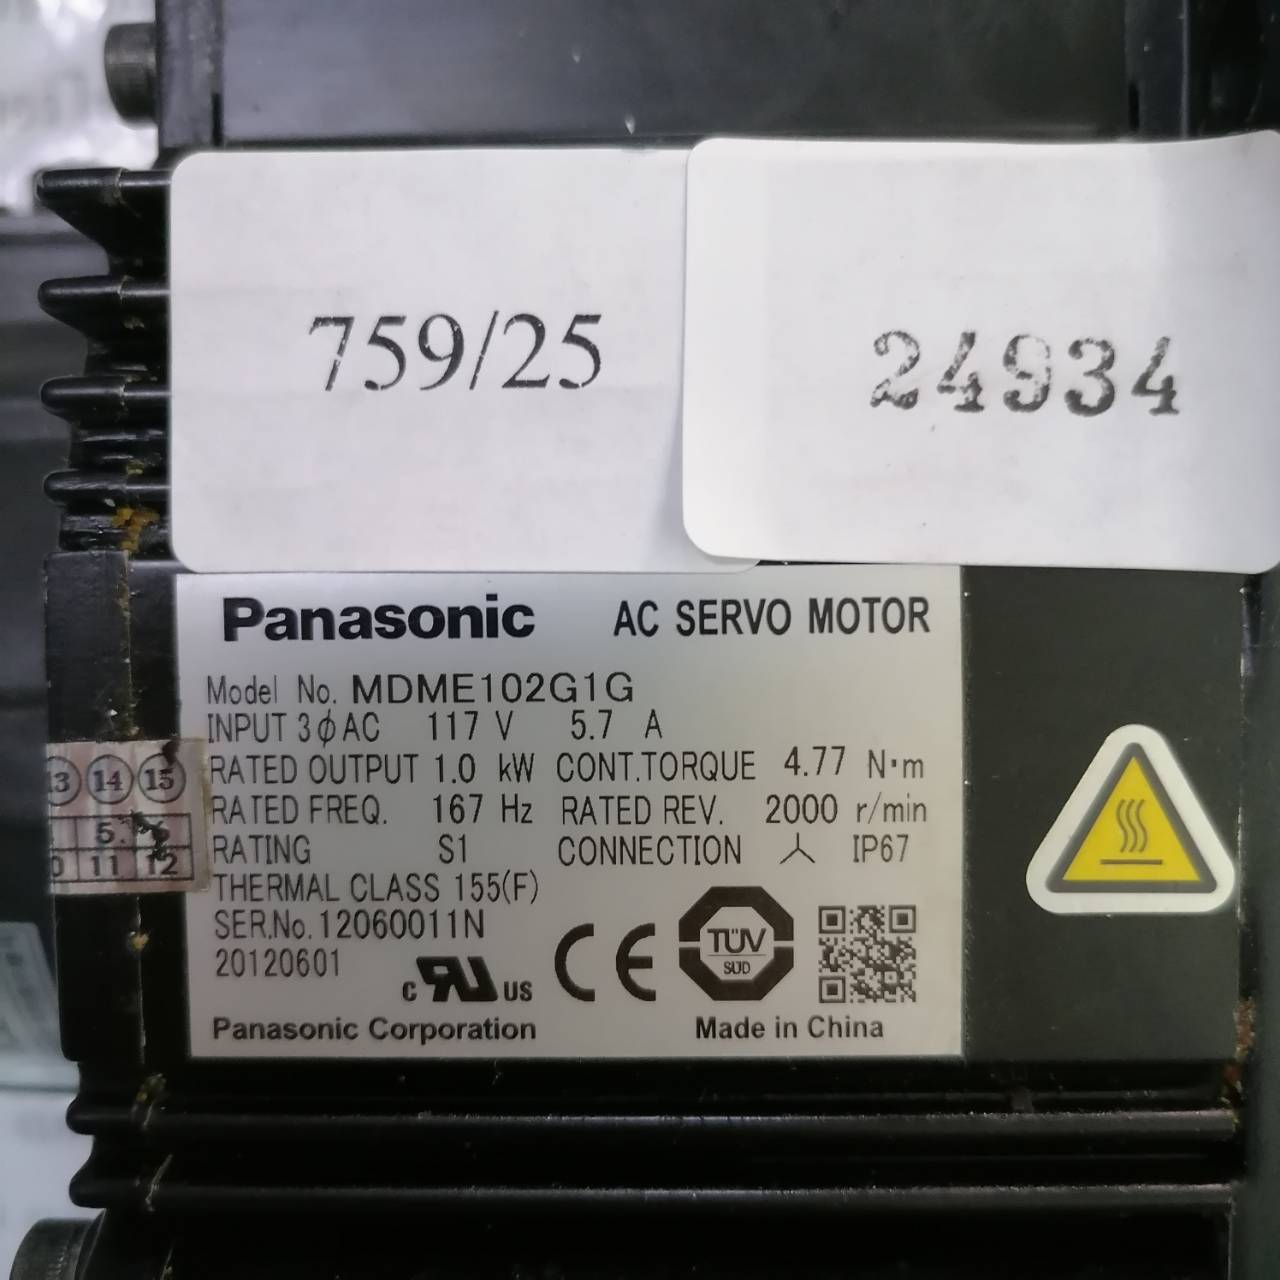 759/25
24934
Panasonic AC SERVO MOTOR
Model No. MDME102G1G
INPUT 3ϕAC 117 V 5.7 A
RATED OUTPUT 1.0 kW CONT.TORQUE 4.77 N·m
RATED FREQ. 167 Hz RATED REV. 2000 r/min
RATING S1 CONNECTION 人 IP67
THERMAL CLASS 155(F)
SER.No. 12060011N
20120601
c RU US CE TÜV SÜD
Panasonic Corporation Made in China
13 14 15
5
11 12